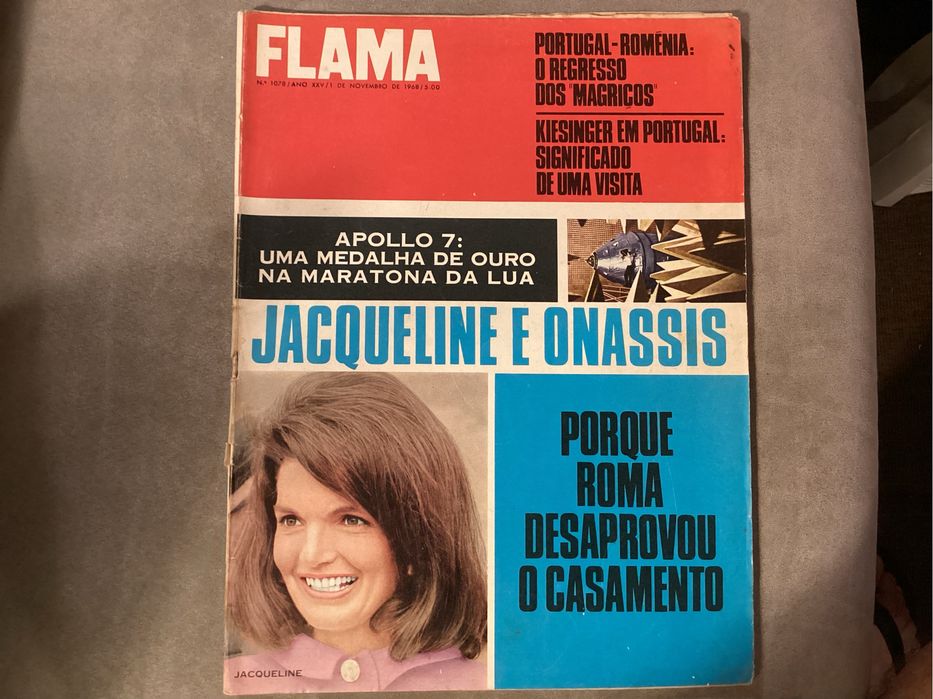 FLAMA
N.º 1078/ANO XXV/1 DE NOVEMBRO DE 1968/5.00
PORTUGAL-ROMÉNIA:
O REGRESSO
DOS "MAGRIÇOS"
KIESINGER EM PORTUGAL:
SIGNIFICADO
DE UMA VISITA
APOLLO 7:
UMA MEDALHA DE OURO
NA MARATONA DA LUA
JACQUELINE E ONASSIS
PORQUE
ROMA
DESAPROVOU
O CASAMENTO
JACQUELINE